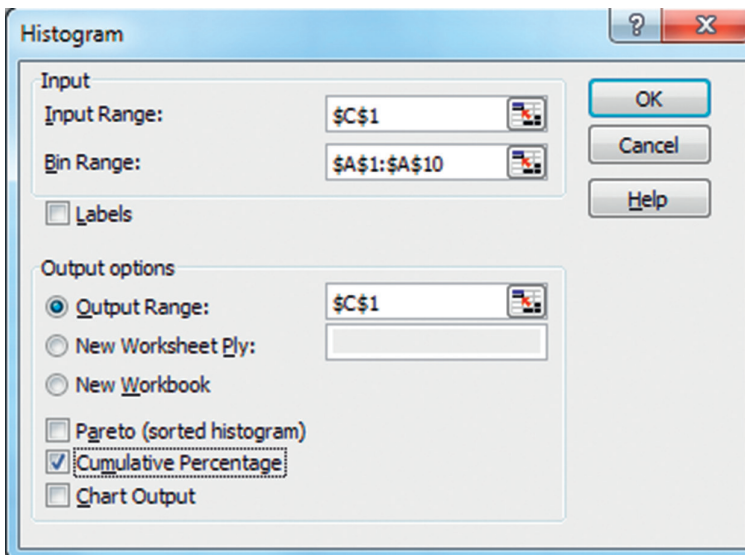 Histogram
Input
Input Range: $C$1
Bin Range: $A$1:$A$10
Labels
OK
Cancel
Help
Output options
Output Range: $C$1
New Worksheet Ply:
New Workbook
Pareto (sorted histogram)
Cumulative Percentage
Chart Output